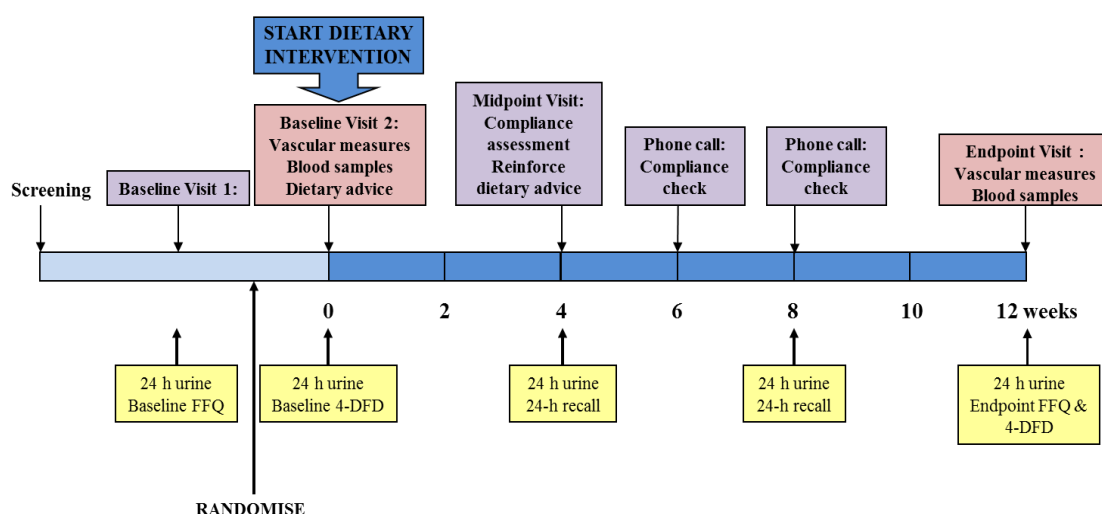 START DIETARY
INTERVENTION
Screening
Baseline Visit 1:
Baseline Visit 2:
Vascular measures
Blood samples
Dietary advice
Midpoint Visit:
Compliance
assessment
Reinforce
dietary advice
Phone call:
Compliance
check
Phone call:
Compliance
check
Endpoint Visit :
Vascular measures
Blood samples
0
2
4
6
8
10
12 weeks
24 h urine
Baseline FFQ
24 h urine
Baseline 4-DFD
24 h urine
24-h recall
24 h urine
24-h recall
24 h urine
Endpoint FFQ &
4-DFD
RANDOMISE